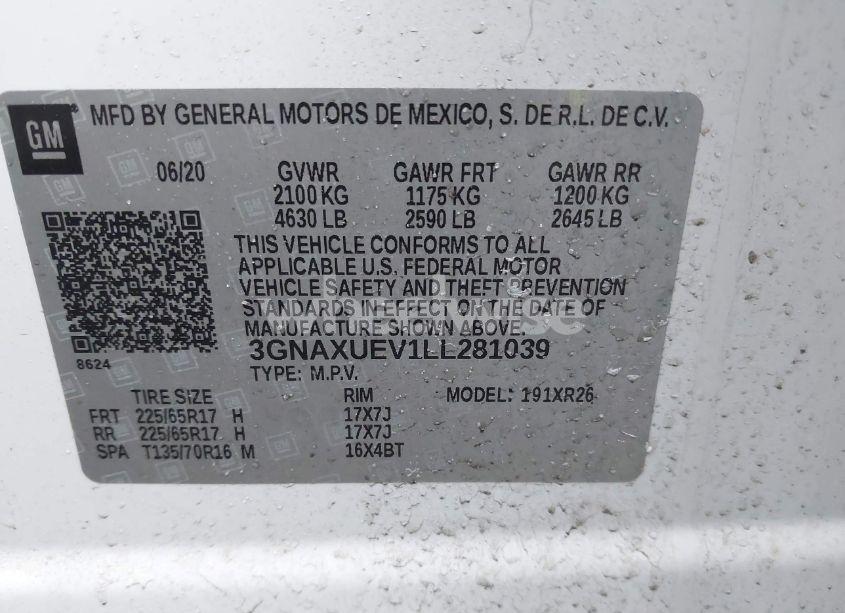 GM
MFD BY GENERAL MOTORS DE MEXICO, S. DE R.L. DE C.V.
06/20 GVWR GAWR FRT GAWR RR
2100 KG 1175 KG 1200 KG
4630 LB 2590 LB 2645 LB
THIS VEHICLE CONFORMS TO ALL
APPLICABLE U.S. FEDERAL MOTOR
VEHICLE SAFETY AND THEFT PREVENTION
STANDARDS IN EFFECT ON THE DATE OF
MANUFACTURE SHOWN ABOVE.
8624 3GNAXUEV1LL281039
TYPE: M.P.V.
TIRE SIZE RIM MODEL: 191XR26
FRT 225/65R17 H 17X7J
RR 225/65R17 H 17X7J
SPA T135/70R16 M 16X4BT